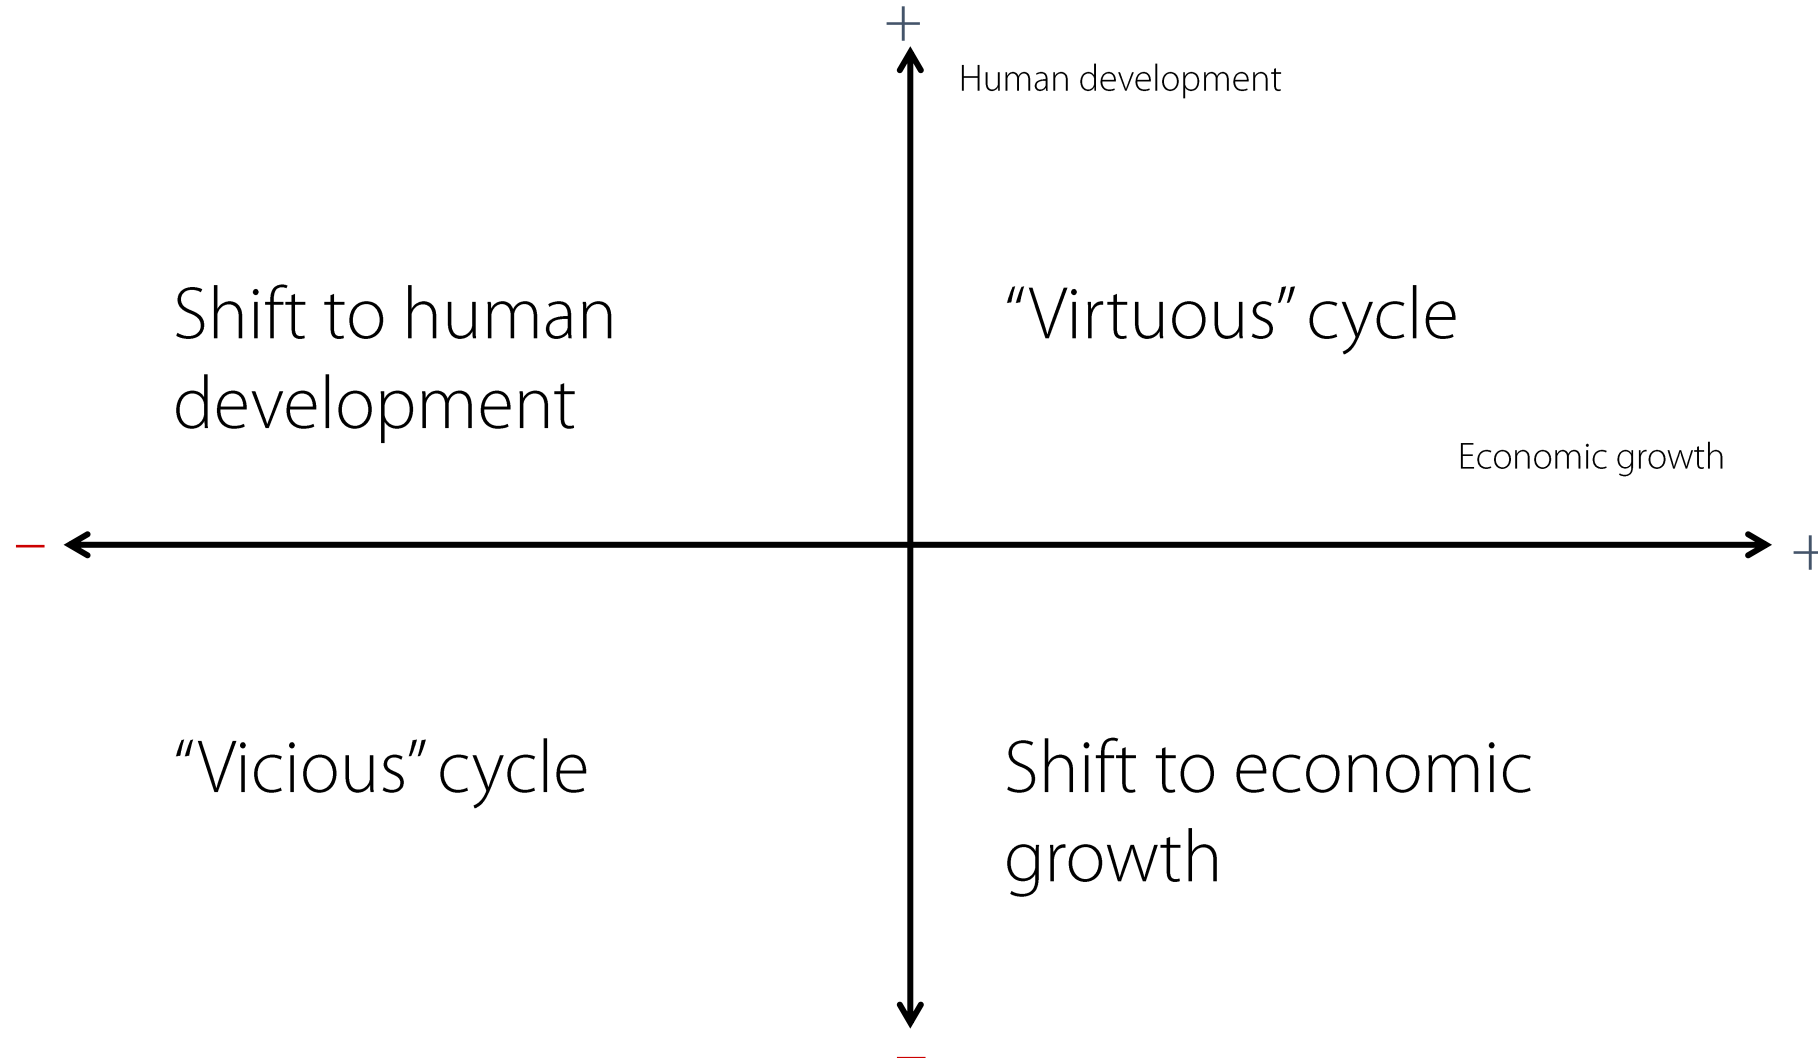 +
Human development
Shift to human
development
“Virtuous” cycle
Economic growth
–
+
“Vicious” cycle
Shift to economic
growth
–